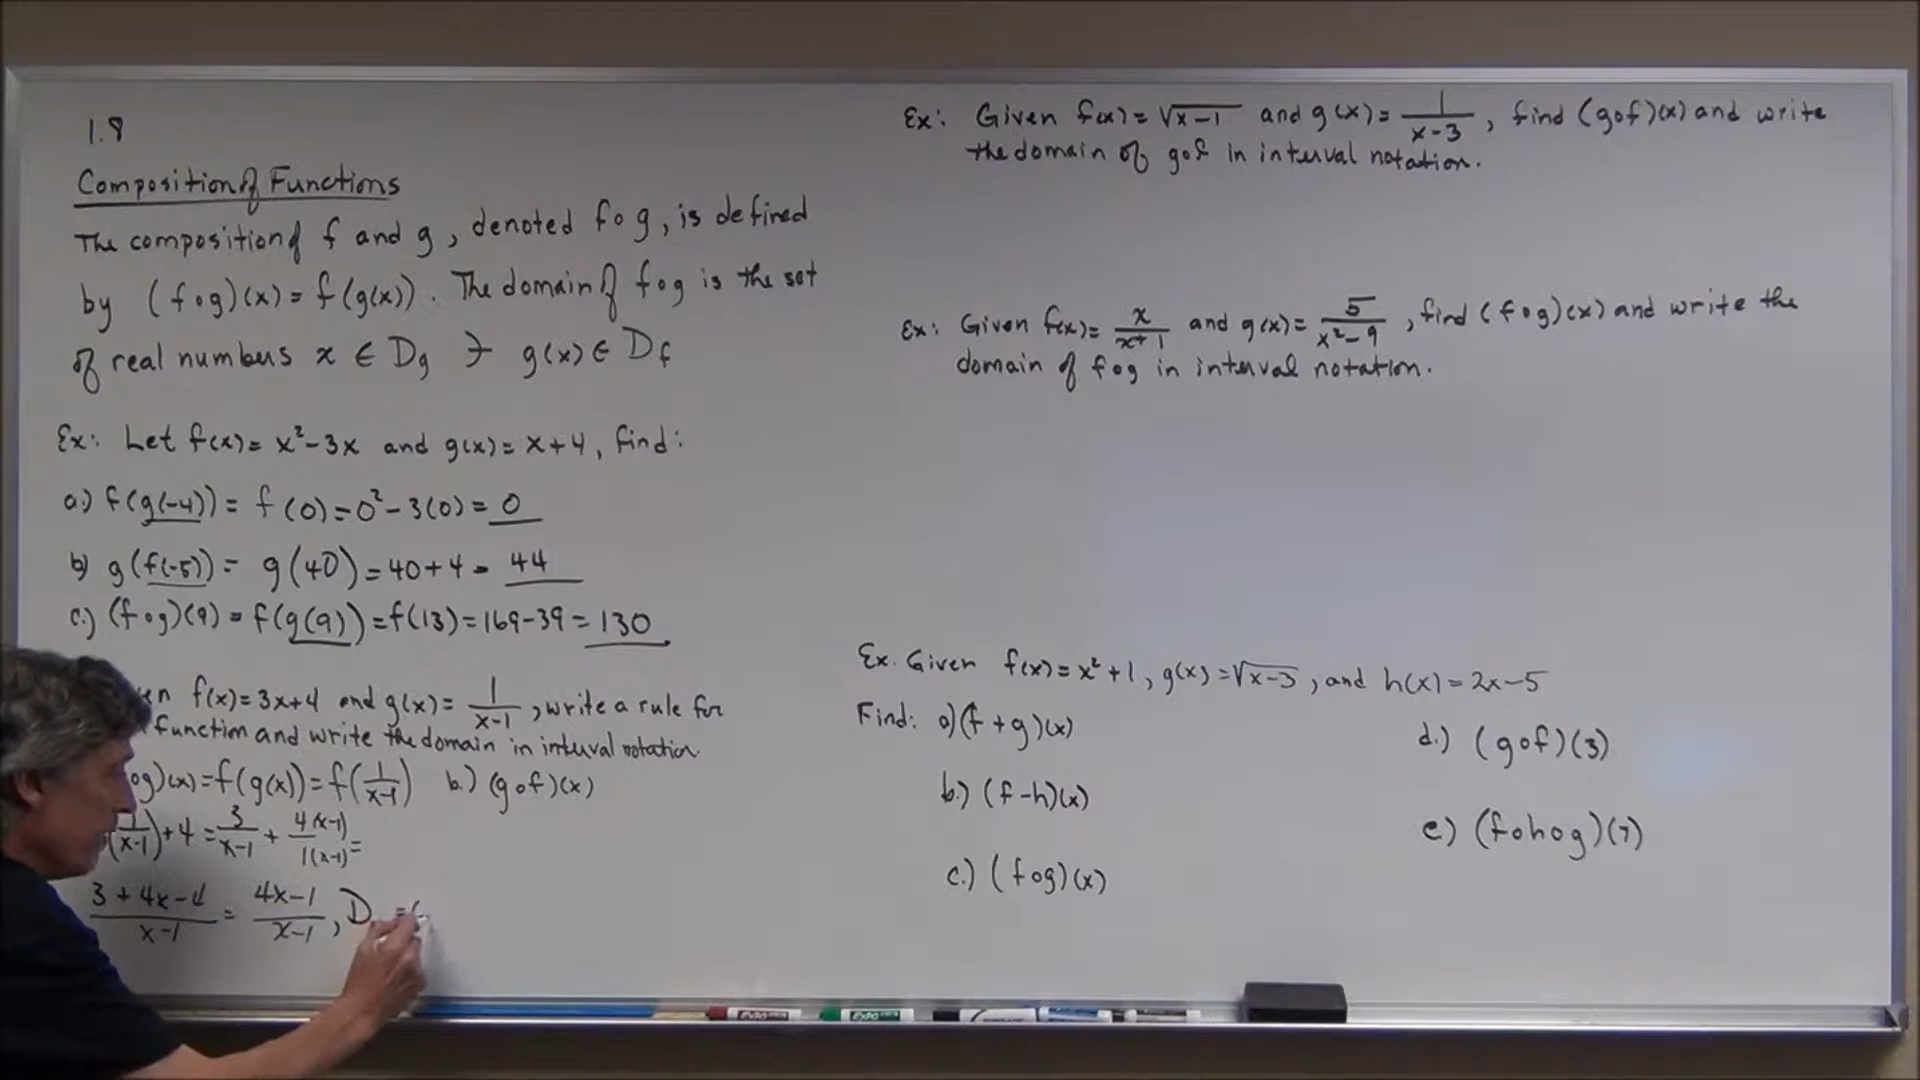 1.8
Composition of Functions
The composition of f and g, denoted f∘g, is defined
by (f∘g)(x) = f(g(x)). The domain of f∘g is the set
of real numbers x ∈ D_g ∋ g(x) ∈ D_f
Ex: Let f(x) = x² - 3x and g(x) = x + 4, find:
a.) f(g(-4)) = f(0) = 0² - 3(0) = 0
b) g(f(-5)) = g(40) = 40 + 4 = 44
c.) (f∘g)(9) = f(g(9)) = f(13) = 169 - 39 = 130
f(x) = 3x+4 and g(x) = 1/(x-1), write a rule for
function and write the domain in interval notation.
g)(x) = f(g(x)) = f(1/(x-1)) b.) (g∘f)(x)
(1/(x-1)) + 4 = 3/(x-1) + 4(x-1)/1(x-1) =
(3 + 4x - 4)/(x-1) = (4x-1)/(x-1), D = (
Ex: Given f(x) = √(x-1) and g(x) = 1/(x-3), find (g∘f)(x) and write
the domain of g∘f in interval notation.
Ex: Given f(x) = x/(x+1) and g(x) = 5/(x²-9), find (f∘g)(x) and write the
domain of f∘g in interval notation.
Ex. Given f(x) = x² + 1, g(x) = √(x-3), and h(x) = 2x - 5
Find: a) (f + g)(x)
b.) (f - h)(x)
c.) (f∘g)(x)
d.) (g∘f)(3)
e) (f∘h∘g)(7)
EXPO
EXPO